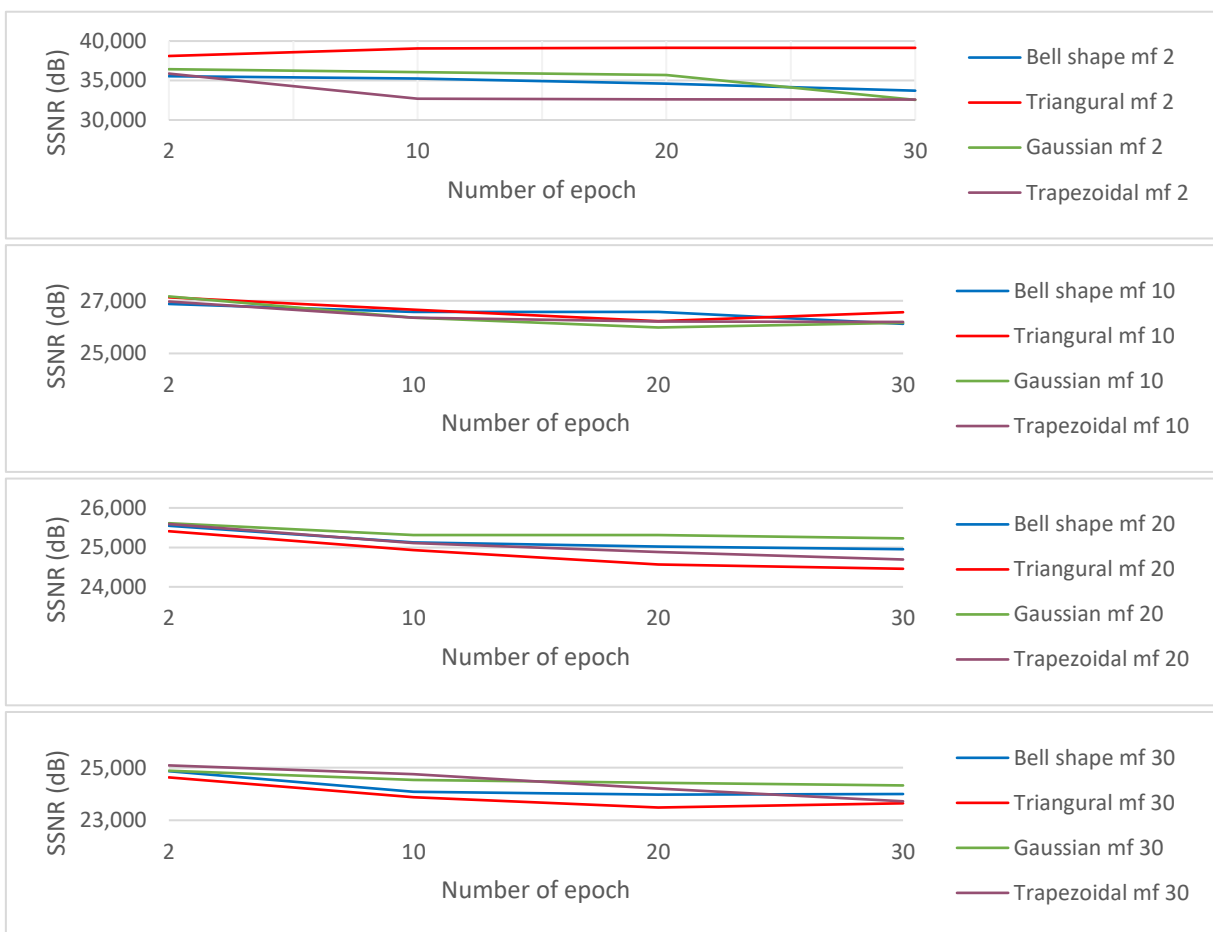 40,000
35,000
30,000
SSNR (dB)
2 10 20 30
Number of epoch
Bell shape mf 2
Triangural mf 2
Gaussian mf 2
Trapezoidal mf 2
27,000
25,000
SSNR (dB)
2 10 20 30
Number of epoch
Bell shape mf 10
Triangural mf 10
Gaussian mf 10
Trapezoidal mf 10
26,000
25,000
24,000
SSNR (dB)
2 10 20 30
Number of epoch
Bell shape mf 20
Triangural mf 20
Gaussian mf 20
Trapezoidal mf 20
25,000
23,000
SSNR (dB)
2 10 20 30
Number of epoch
Bell shape mf 30
Triangural mf 30
Gaussian mf 30
Trapezoidal mf 30